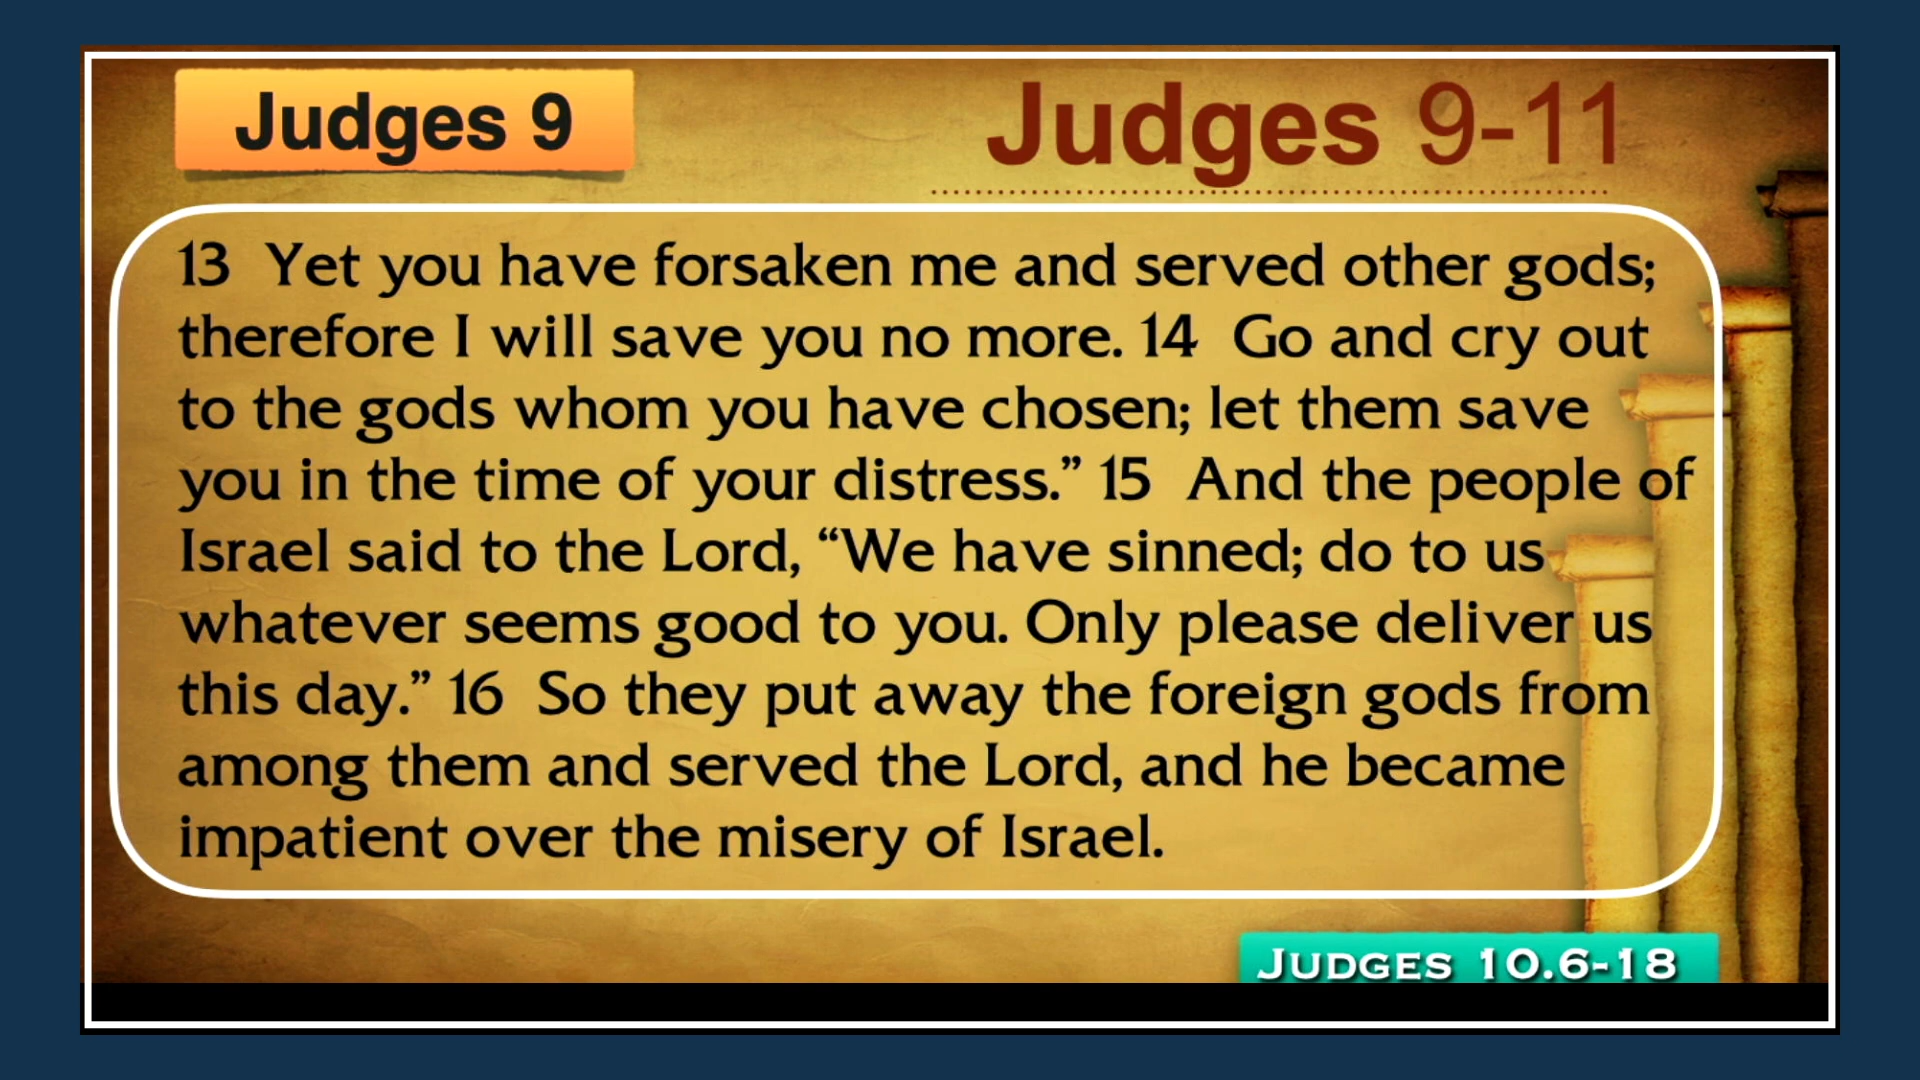 Judges 9
Judges 9-11
13  Yet you have forsaken me and served other gods;
therefore I will save you no more. 14  Go and cry out
to the gods whom you have chosen; let them save
you in the time of your distress.” 15  And the people of
Israel said to the Lord, “We have sinned; do to us
whatever seems good to you. Only please deliver us
this day.” 16  So they put away the foreign gods from
among them and served the Lord, and he became
impatient over the misery of Israel.
JUDGES 10.6-18